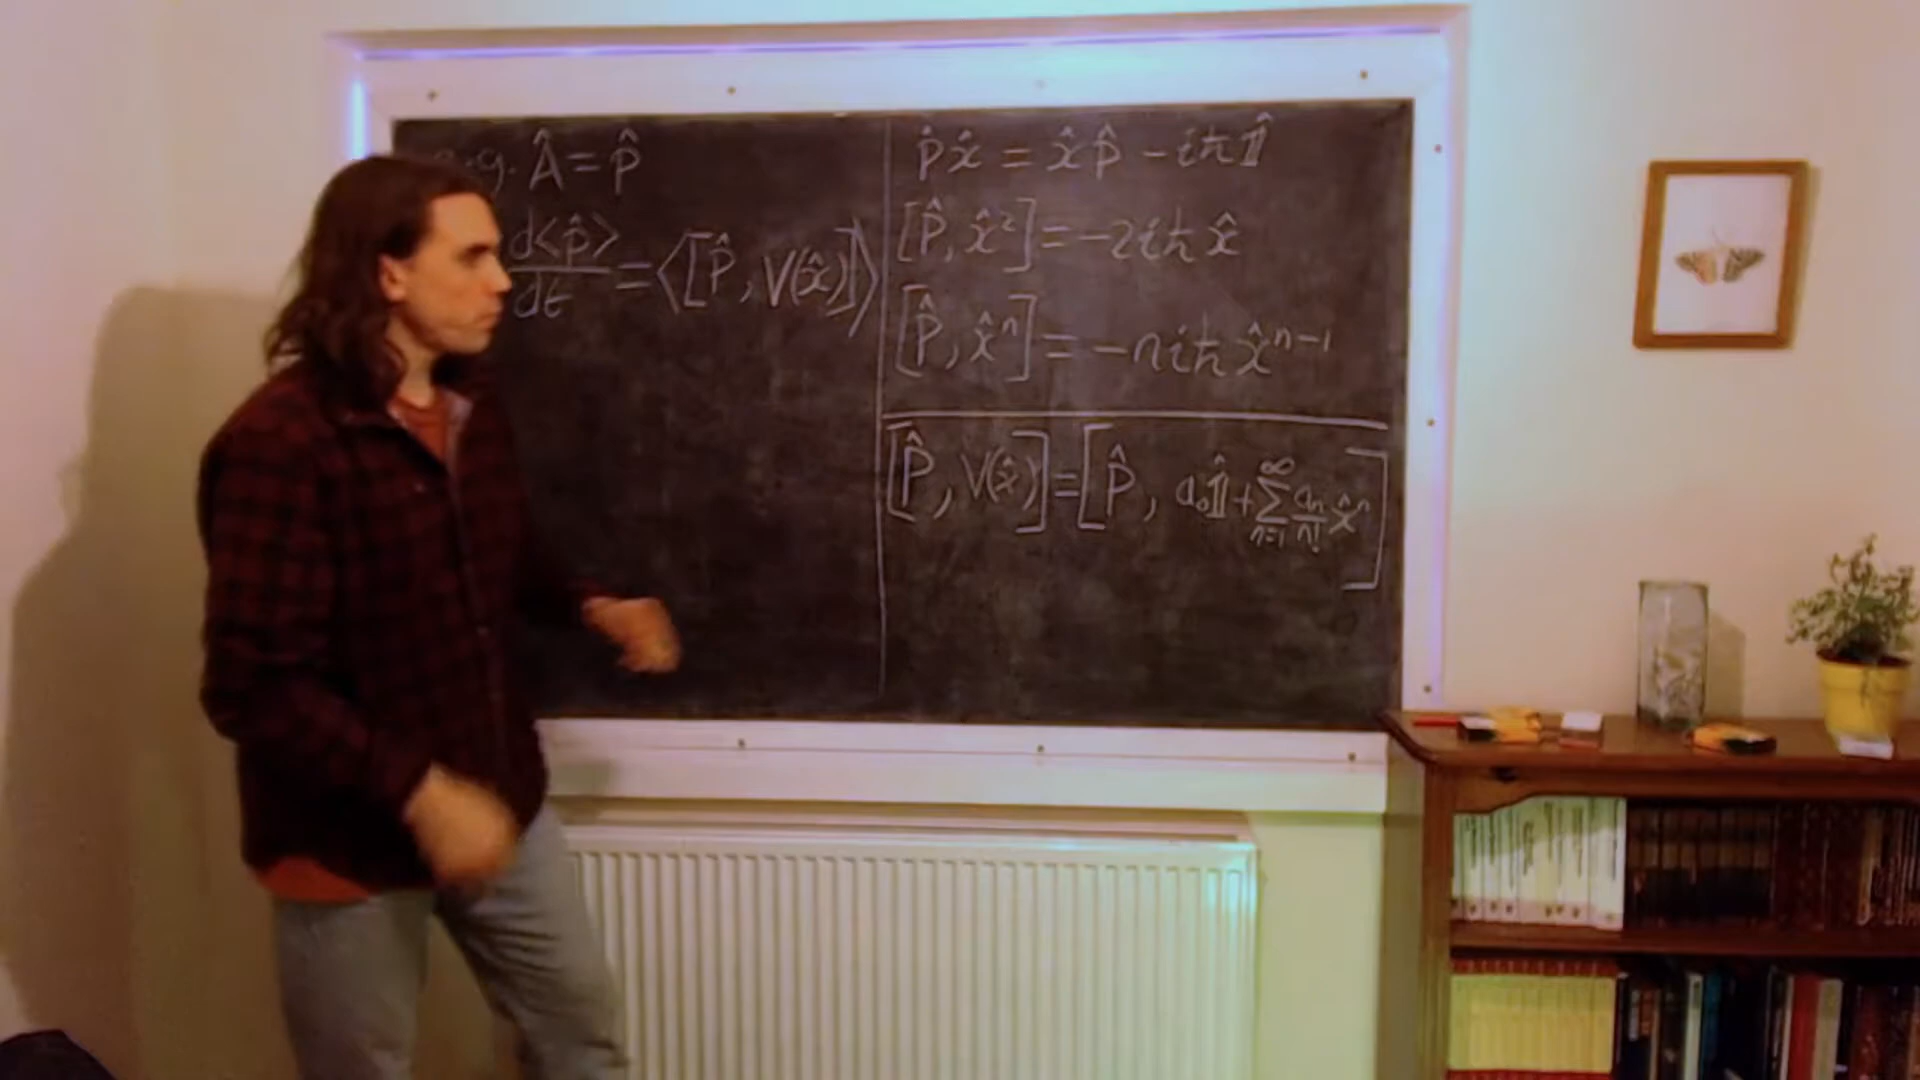 e.g. Â = p̂
d<p̂>/dt = ⟨[p̂, V(x̂)]⟩
p̂x̂ = x̂p̂ - iħ𝟙̂
[p̂, x̂²] = -2iħx̂
[p̂, x̂ⁿ] = -niħx̂ⁿ⁻¹
[p̂, V(x̂)] = [p̂, a₀𝟙̂ + ∑_{n=1}^{∞} aₙ/n! x̂ⁿ]